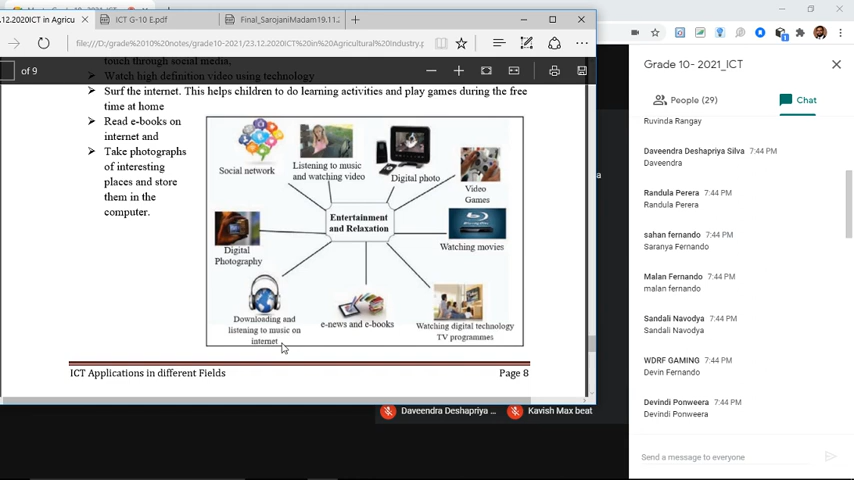 12.2020ICT in Agricu
ICT G-10 E.pdf
Final_SarojaniMadam19.11.2
file:///D:/grade%2010%20notes/grade10-2021/23.12.2020ICT%20in%20Agricultural%20Industry.p
of 9
touch through social media.
Watch high definition video using technology
Surf the internet. This helps children to do learning activities and play games during the free
time at home
Read e-books on
internet and
Take photographs
of interesting
places and store
them in the
computer.
Social network
Listening to music
and watching video
Digital photo
Video
Games
Entertainment
and Relaxation
Watching movies
Digital
Photography
Downloading and
listening to music on
internet
e-news and e-books
Watching digital technology
TV programmes
ICT Applications in different Fields
Page 8
Daveendra Deshapriya ...
Kavish Max beat
Grade 10- 2021_ICT
People (29)
Chat
Ruvinda Rangay
Daveendra Deshapriya Silva 7:44 PM
Daveendra
Randula Perera 7:44 PM
Randula Perera
sahan fernando 7:44 PM
Saranya Fernando
Malan Fernando 7:44 PM
malan fernando
Sandali Navodya 7:44 PM
Sandali Navodya
WDRF GAMING 7:44 PM
Devin Fernando
Devindi Ponweera 7:44 PM
Devindi Ponweera
Send a message to everyone